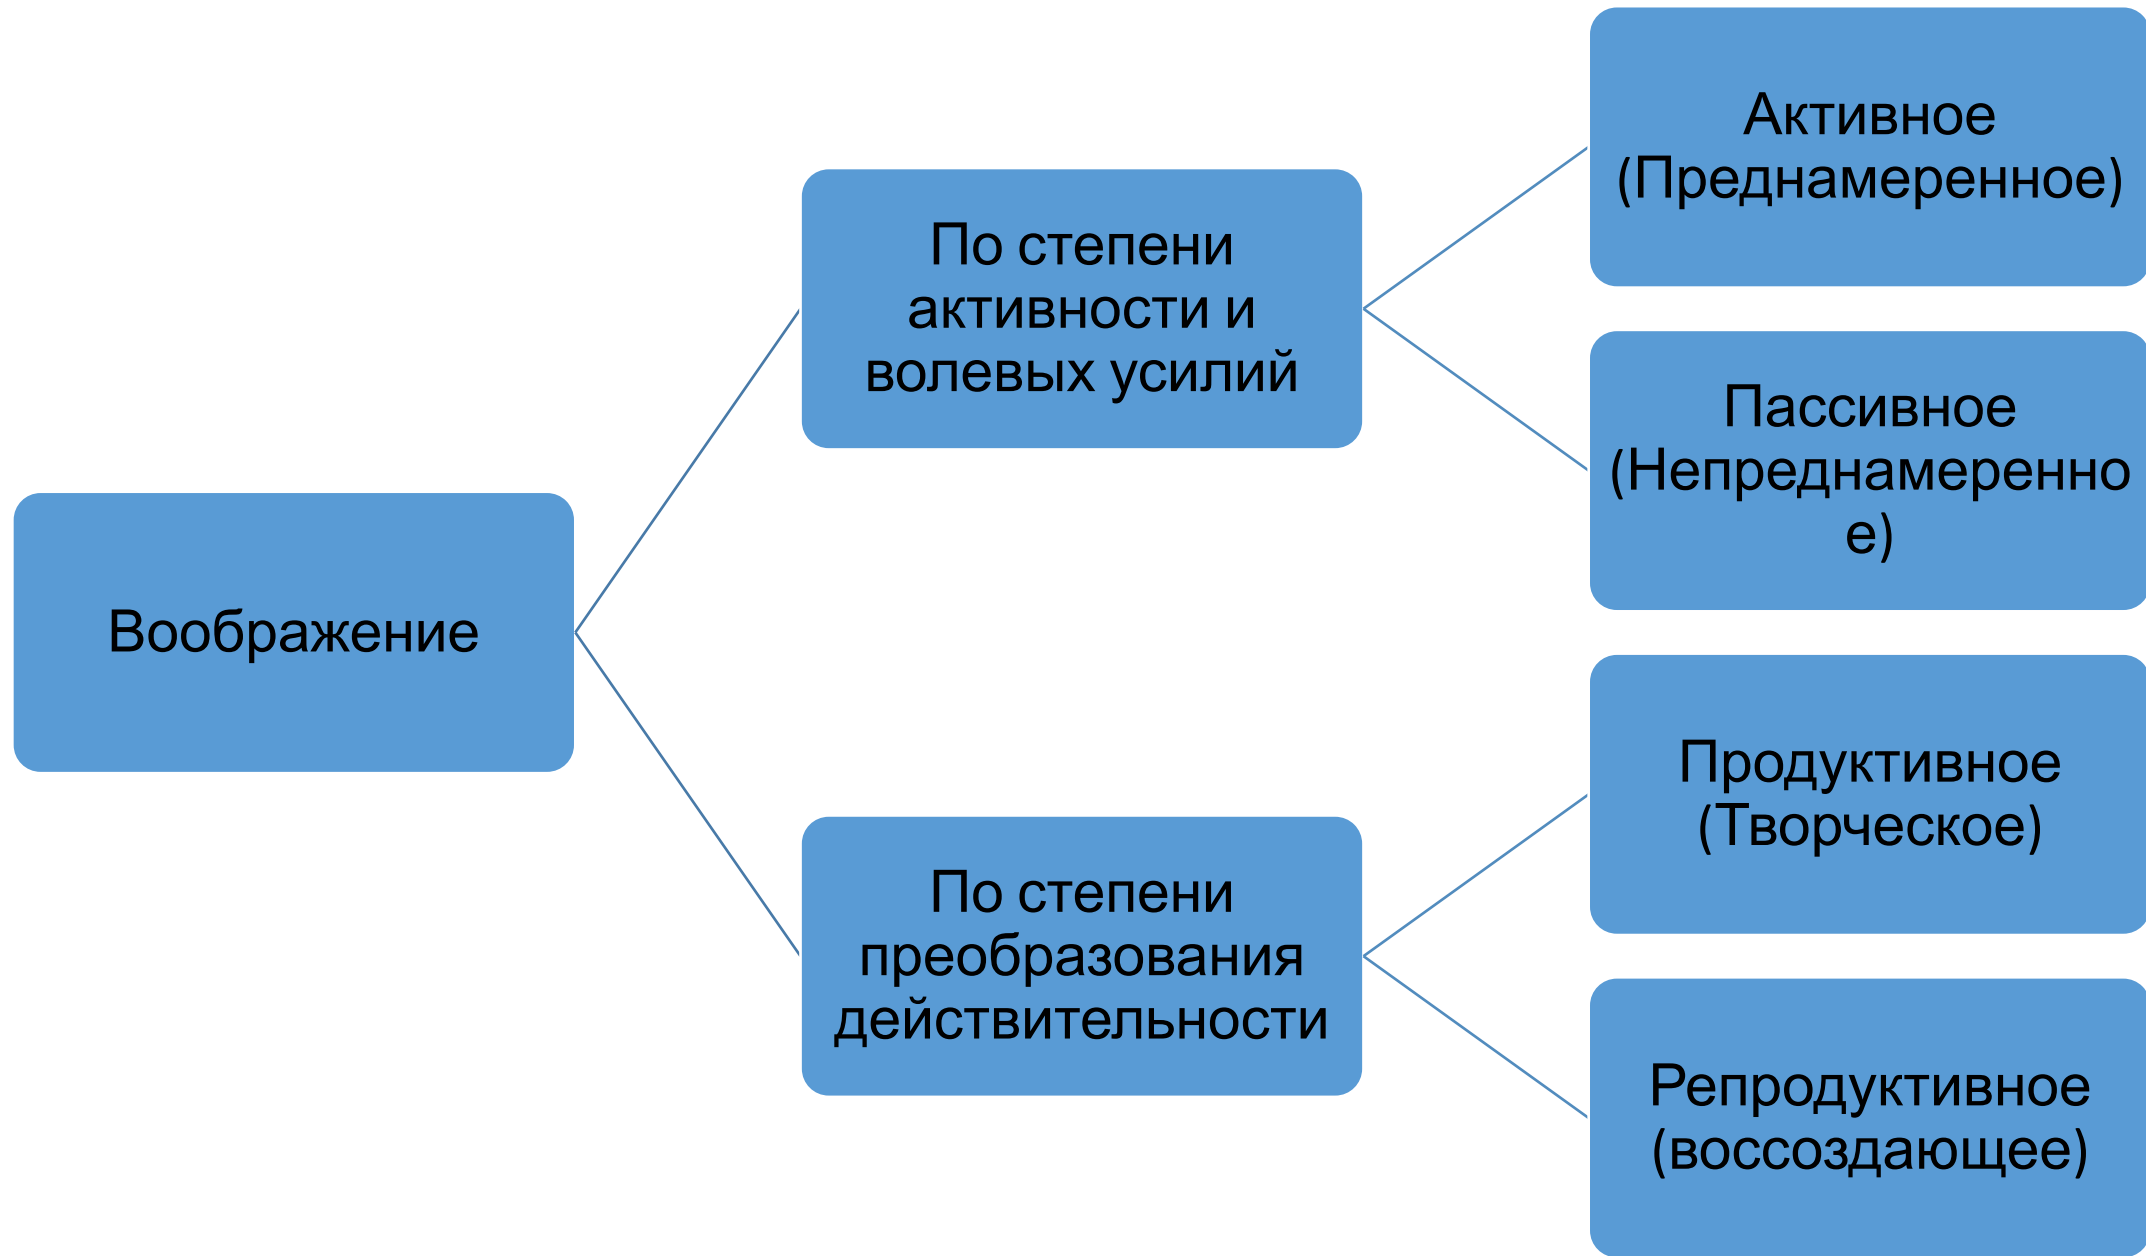 Воображение
По степени
активности и
волевых усилий
Активное
(Преднамеренное)
Пассивное
(Непреднамеренно
е)
По степени
преобразования
действительности
Продуктивное
(Творческое)
Репродуктивное
(воссоздающее)